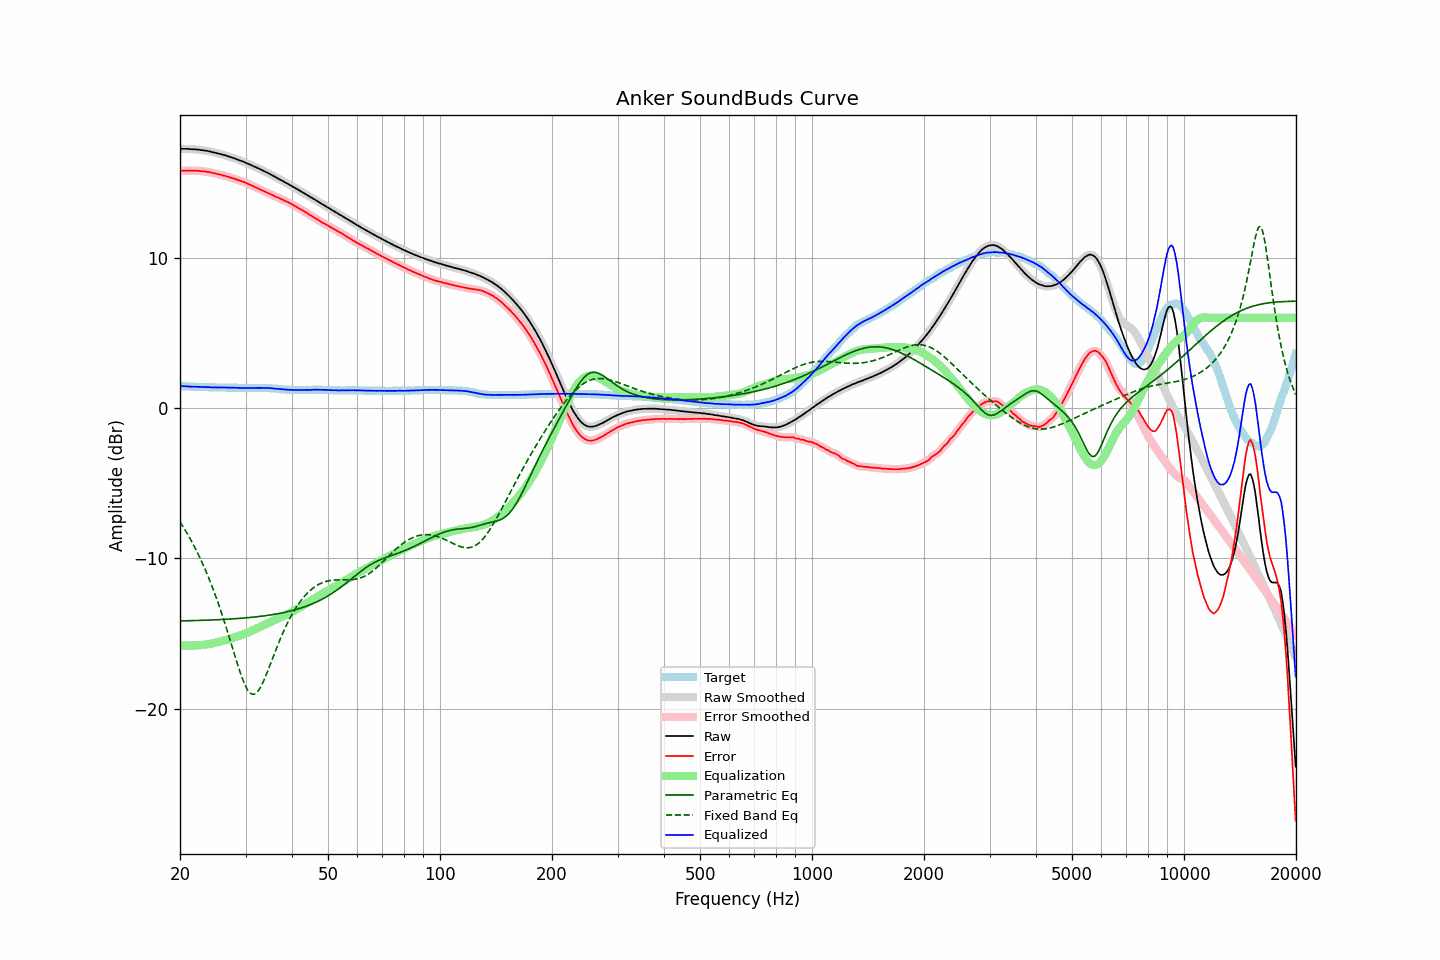 Anker SoundBuds Curve
Amplitude (dBr)
10
0
−10
−20
20
50
100
200
500
1000
2000
5000
10000
20000
Frequency (Hz)
Target
Raw Smoothed
Error Smoothed
Raw
Error
Equalization
Parametric Eq
Fixed Band Eq
Equalized